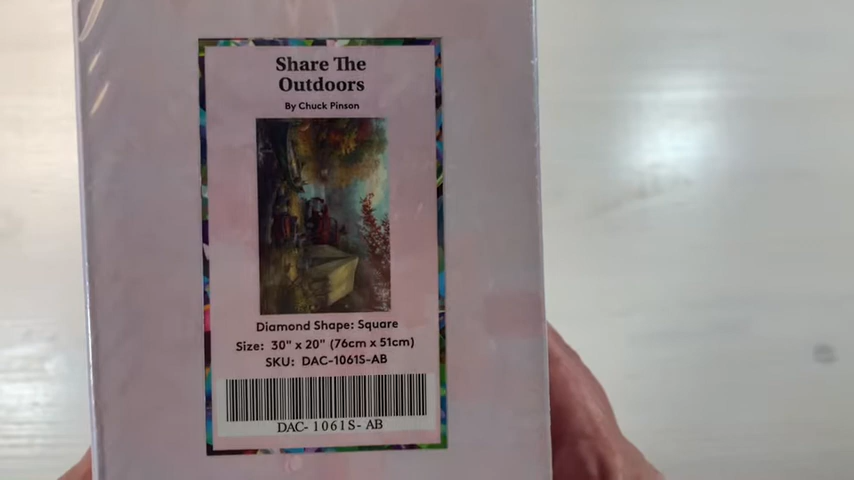 Share The
Outdoors
By Chuck Pinson
Diamond Shape: Square
Size: 30" x 20" (76cm x 51cm)
SKU: DAC-1061S-AB
DAC- 1061S- AB